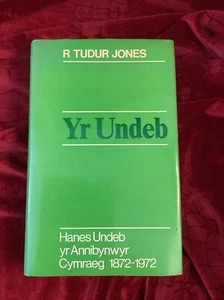 R TUDUR JONES
Yr Undeb
Hanes Undeb
yr Annibynwyr
Cymraeg 1872-1972